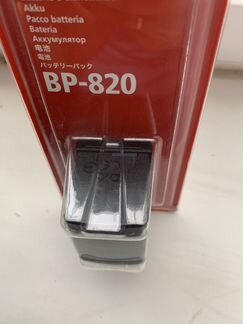 Akku
Pacco batteria
Bateria
Аккумулятор
电池
電池
バッテリーパック
BP-820